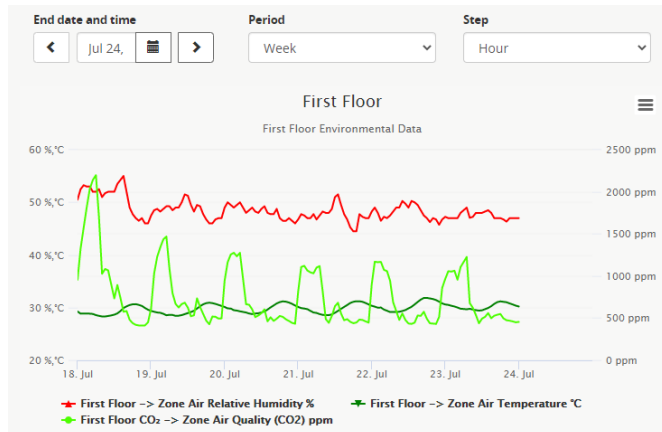 End date and time Period Step
Jul 24, Week Hour
First Floor
First Floor Environmental Data
60 %,°C 2500 ppm
50 %,°C 2000 ppm
1500 ppm
40 %,°C
1000 ppm
30 %,°C
500 ppm
20 %,°C 0 ppm
18. Jul 19. Jul 20. Jul 21. Jul 22. Jul 23. Jul 24. Jul
First Floor -> Zone Air Relative Humidity % First Floor -> Zone Air Temperature °C
First Floor CO₂ -> Zone Air Quality (CO2) ppm